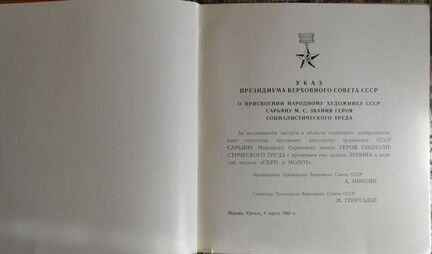 УКАЗ
ПРЕЗИДИУМА ВЕРХОВНОГО СОВЕТА СССР
О ПРИСВОЕНИИ НАРОДНОМУ ХУДОЖНИКУ СССР
САРЬЯНУ М. С. ЗВАНИЯ ГЕРОЯ
СОЦИАЛИСТИЧЕСКОГО ТРУДА
За выдающиеся заслуги в области советского изобразитель-
ного искусства присвоить народному художнику СССР
САРЬЯНУ Мартиросу Сергеевичу звание ГЕРОЯ СОЦИАЛИ-
СТИЧЕСКОГО ТРУДА с вручением ему ордена ЛЕНИНА и золо-
той медали «СЕРП и МОЛОТ».
Председатель Президиума Верховного Совета СССР
А. МИКОЯН
Секретарь Президиума Верховного Совета СССР
М. ГЕОРГАДЗЕ
Москва, Кремль, марта 1965 г.